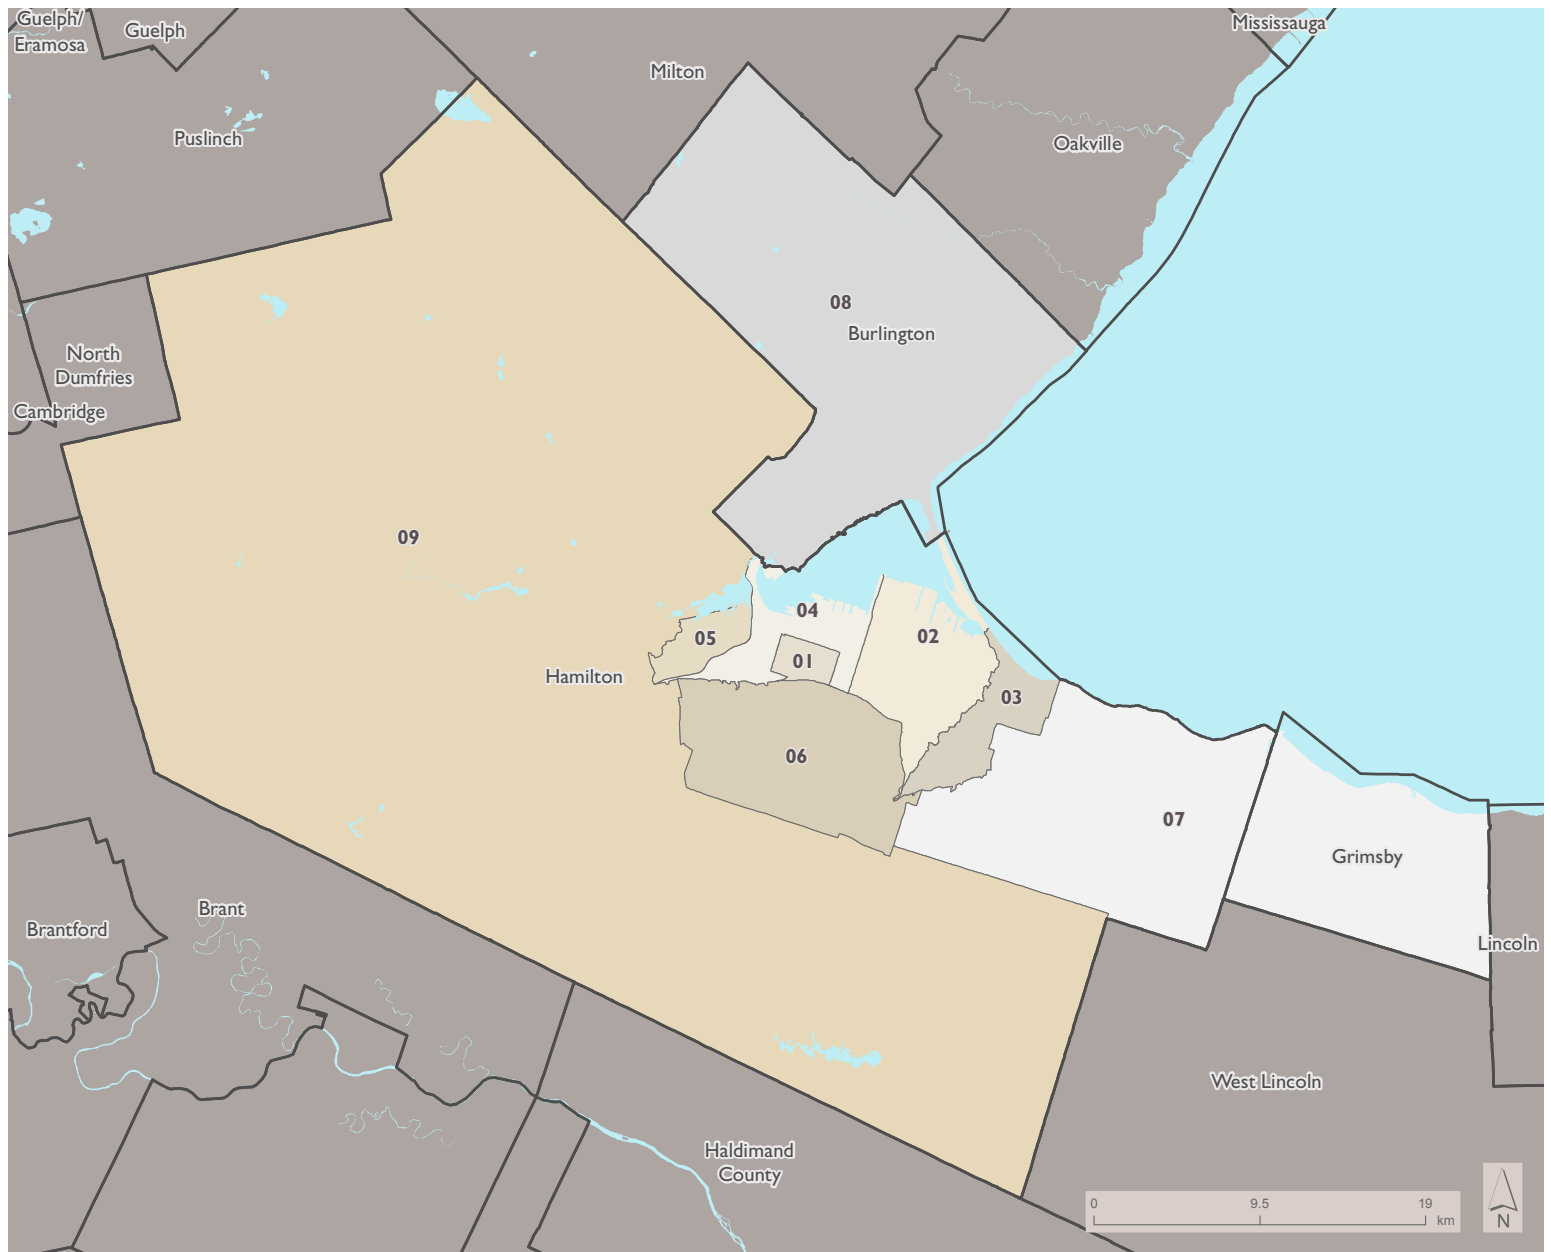 Guelph/
Eramosa
Guelph
Mississauga
Milton
Puslinch
Oakville
08
Burlington
North
Dumfries
Cambridge
09
04
05
02
01
Hamilton
03
06
07
Grimsby
Brant
Brantford
Lincoln
West Lincoln
Haldimand
County
0
9.5
19
km
N